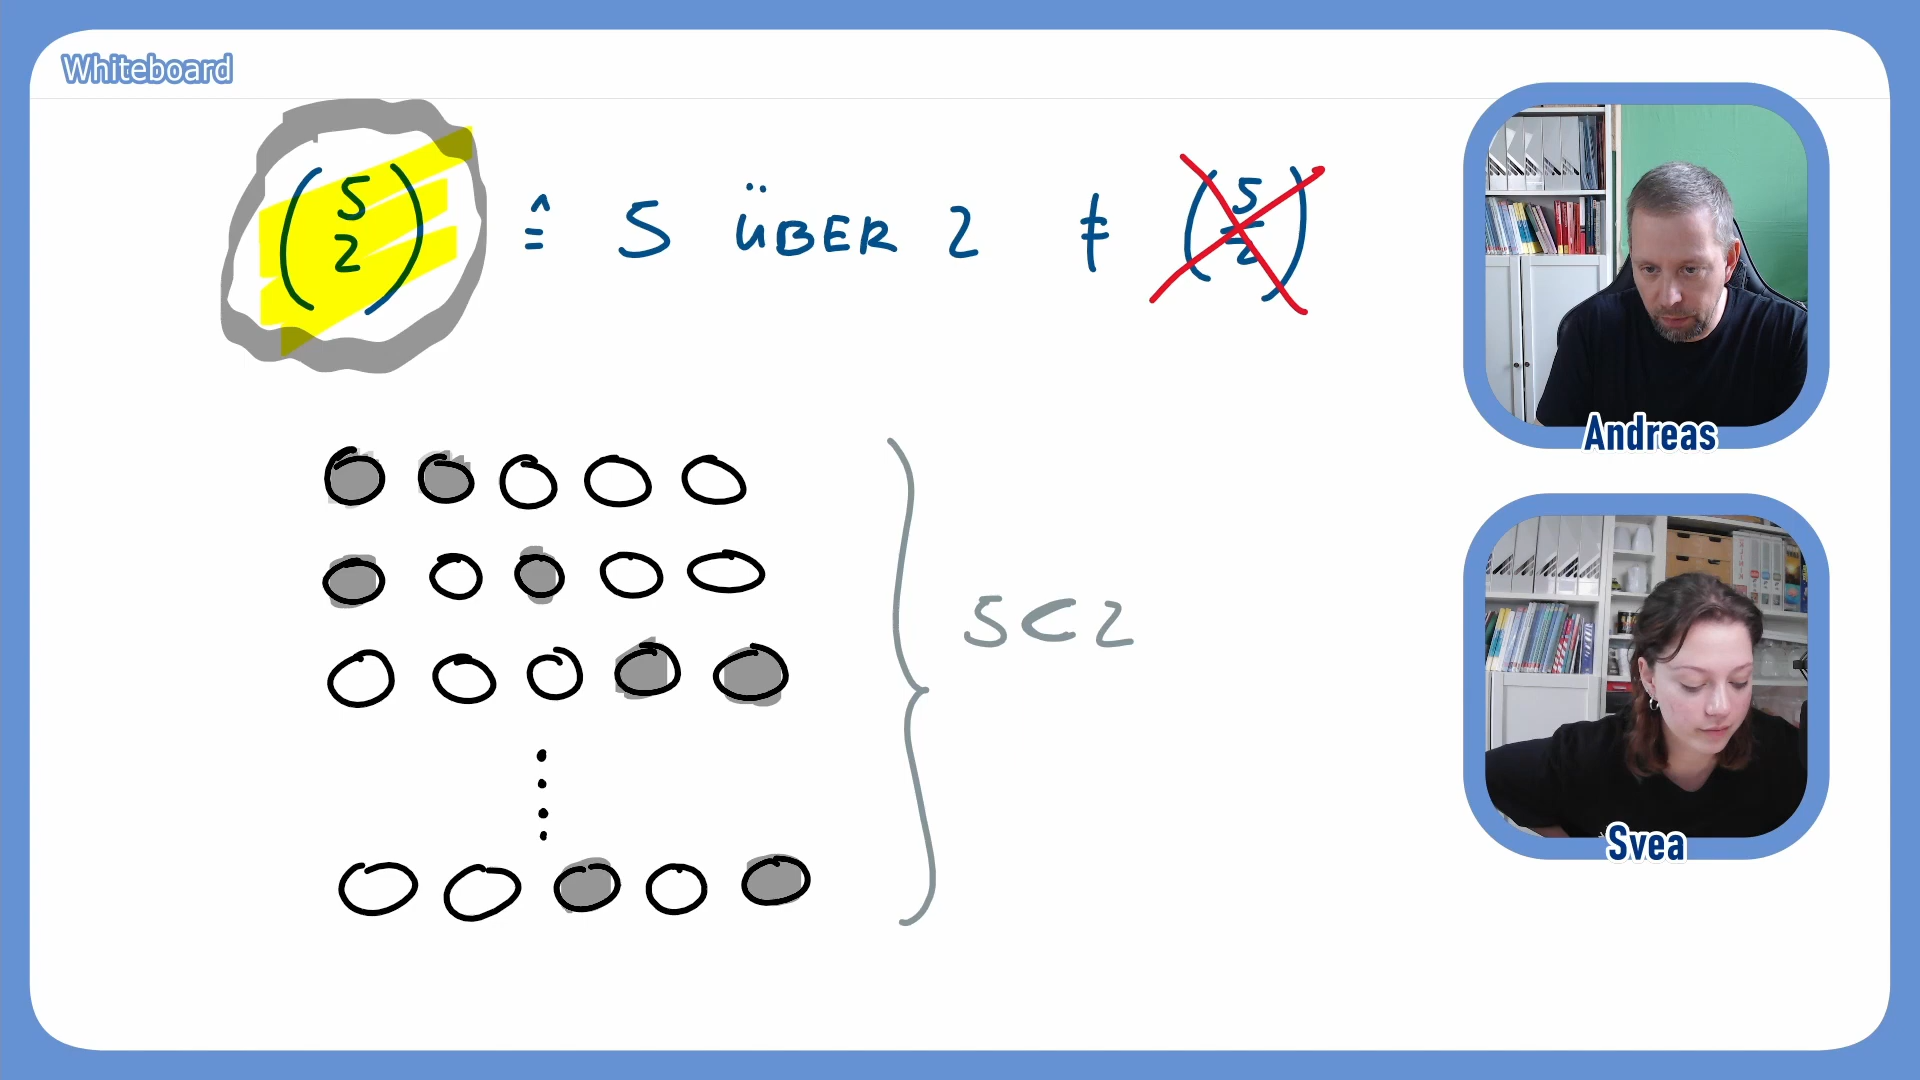 Whiteboard
(5 2) ≙ 5 ÜBER 2 ≠ (5/2)
5C2
Andreas
Svea